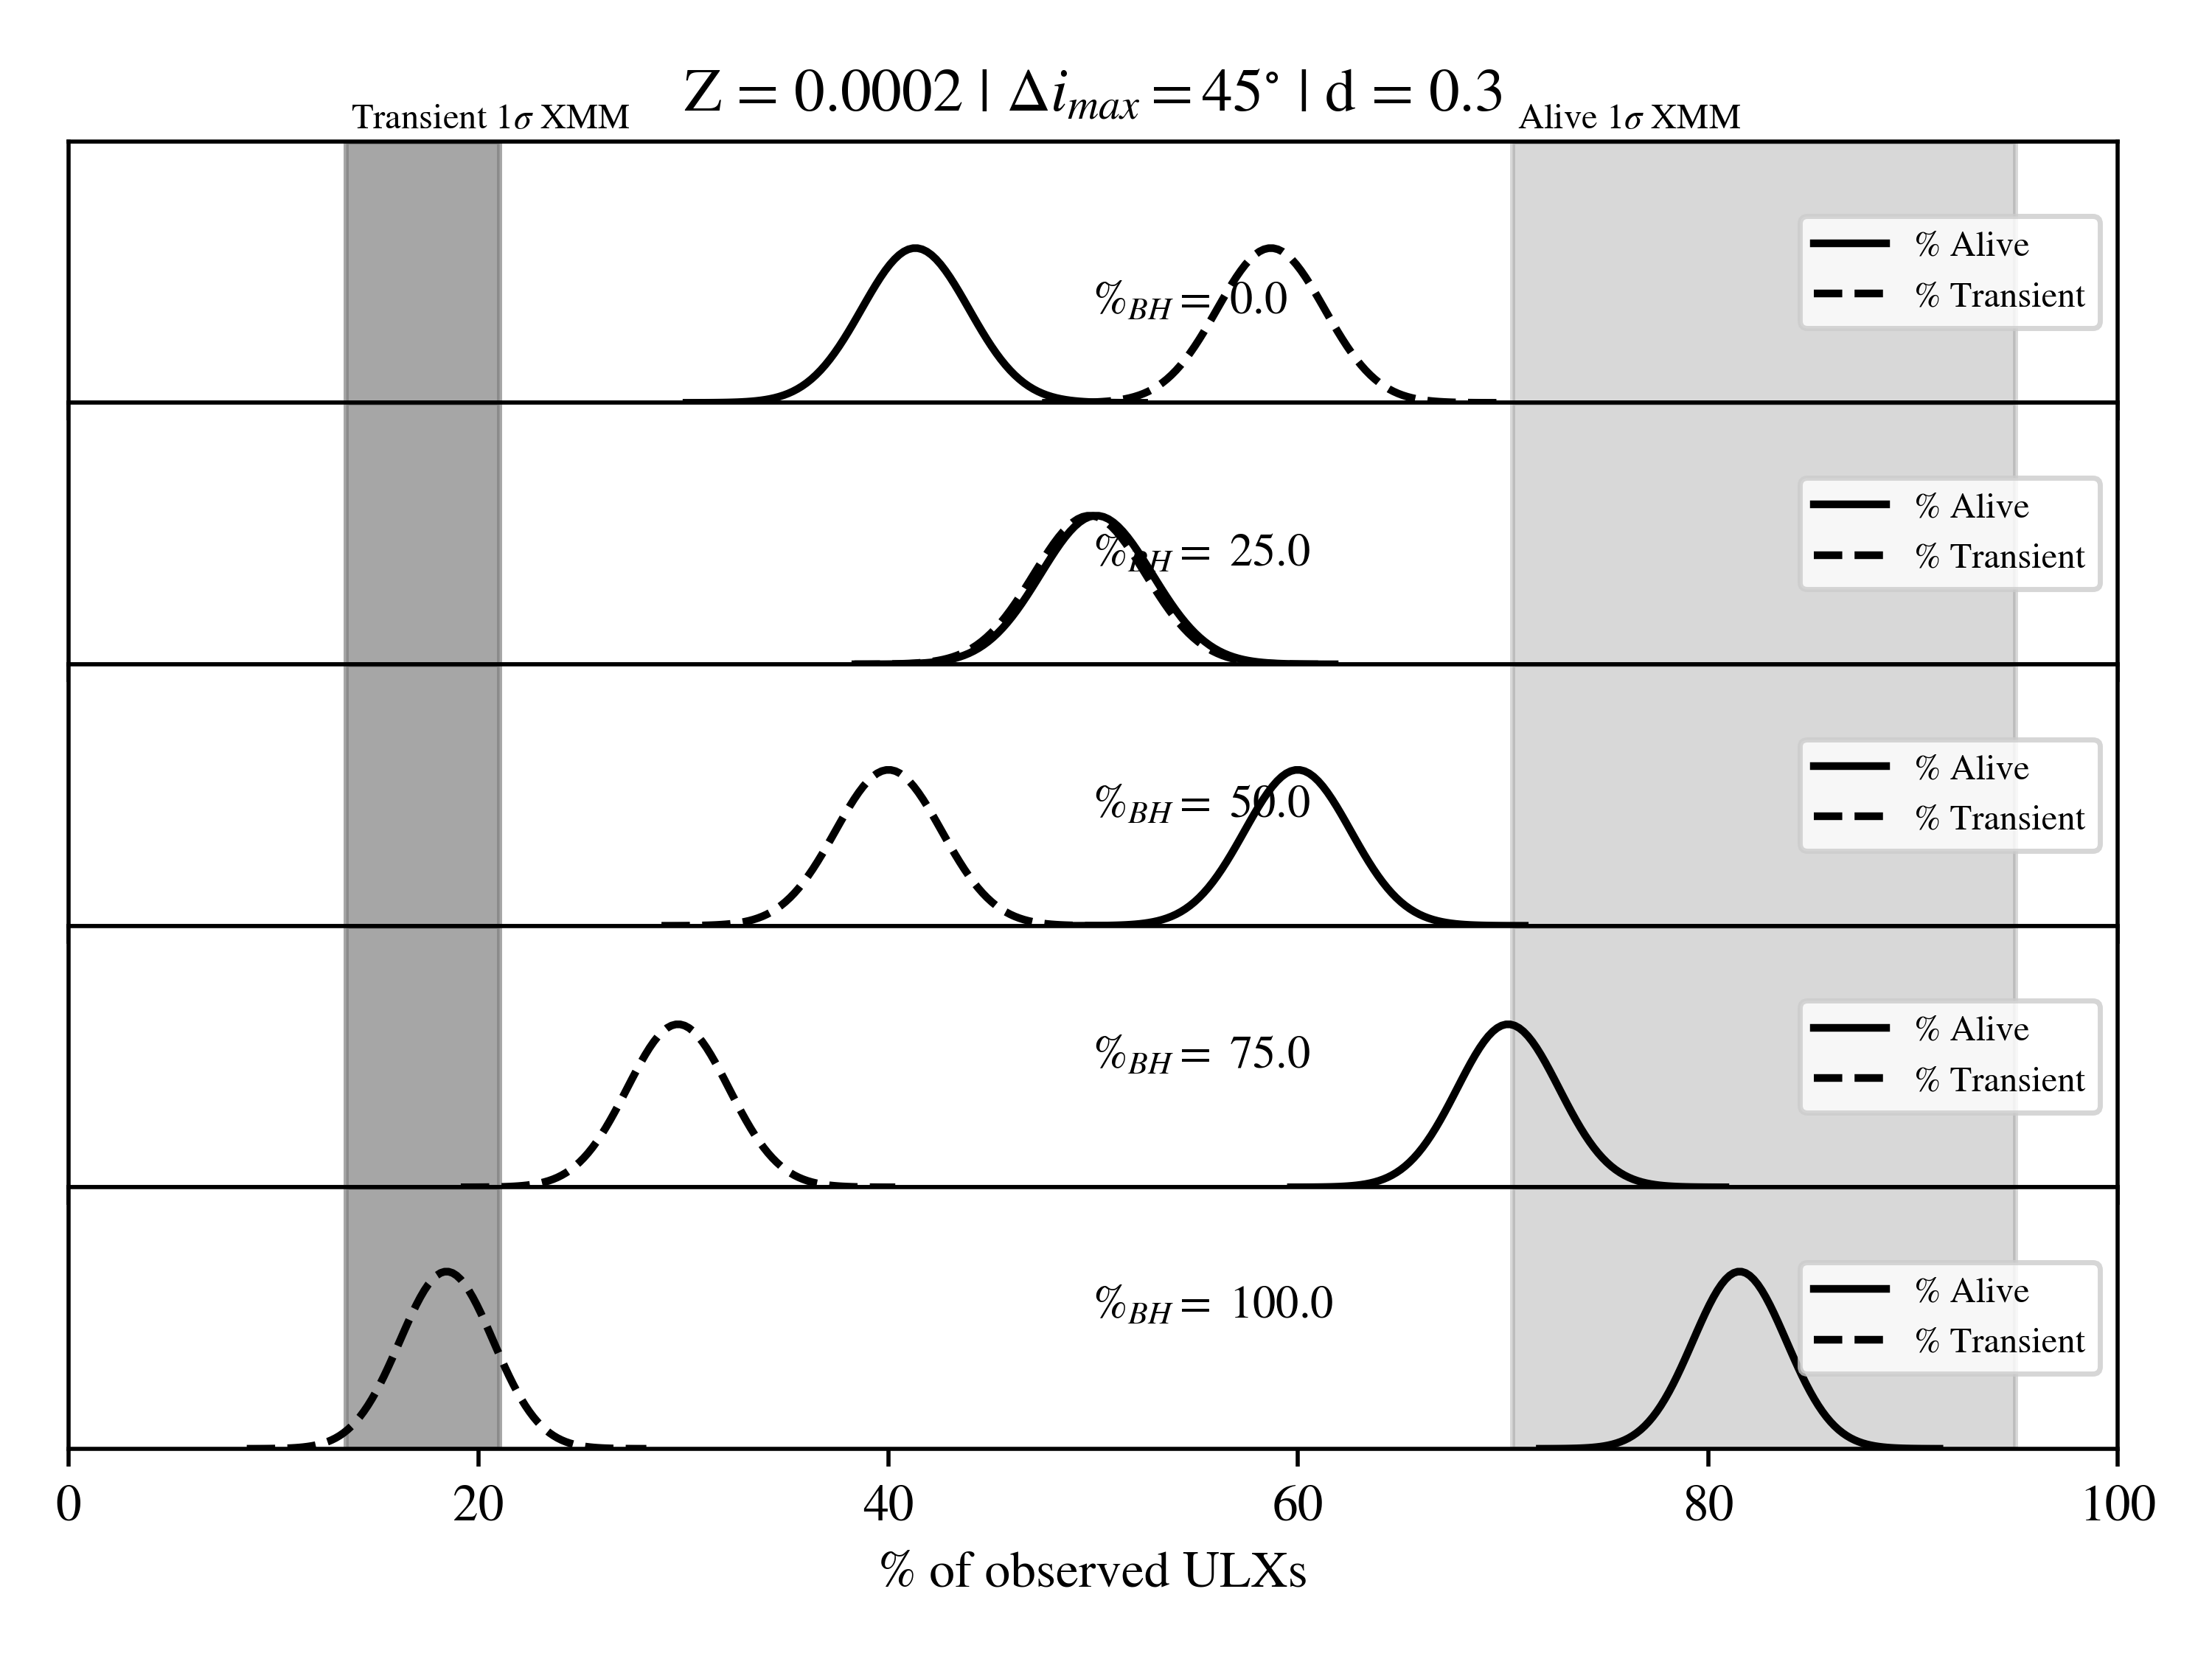 Z = 0.0002 | Δi_max = 45° | d = 0.3
Transient 1σ XMM
Alive 1σ XMM
%_BH = 0.0
% Alive
% Transient
%_BH = 25.0
% Alive
% Transient
%_BH = 50.0
% Alive
% Transient
%_BH = 75.0
% Alive
% Transient
%_BH = 100.0
% Alive
% Transient
0 20 40 60 80 100
% of observed ULXs